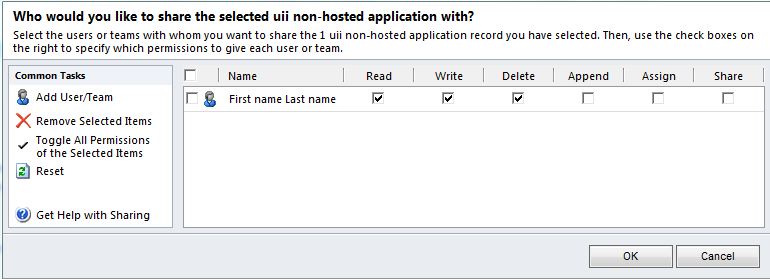 Who would you like to share the selected uii non-hosted application with?
Select the users or teams with whom you want to share the 1 uii non-hosted application record you have selected. Then, use the check boxes on
the right to specify which permissions to give each user or team.
Common Tasks
Add User/Team
Remove Selected Items
Toggle All Permissions
of the Selected Items
Reset
Get Help with Sharing
Name Read Write Delete Append Assign Share
First name Last name
OK Cancel